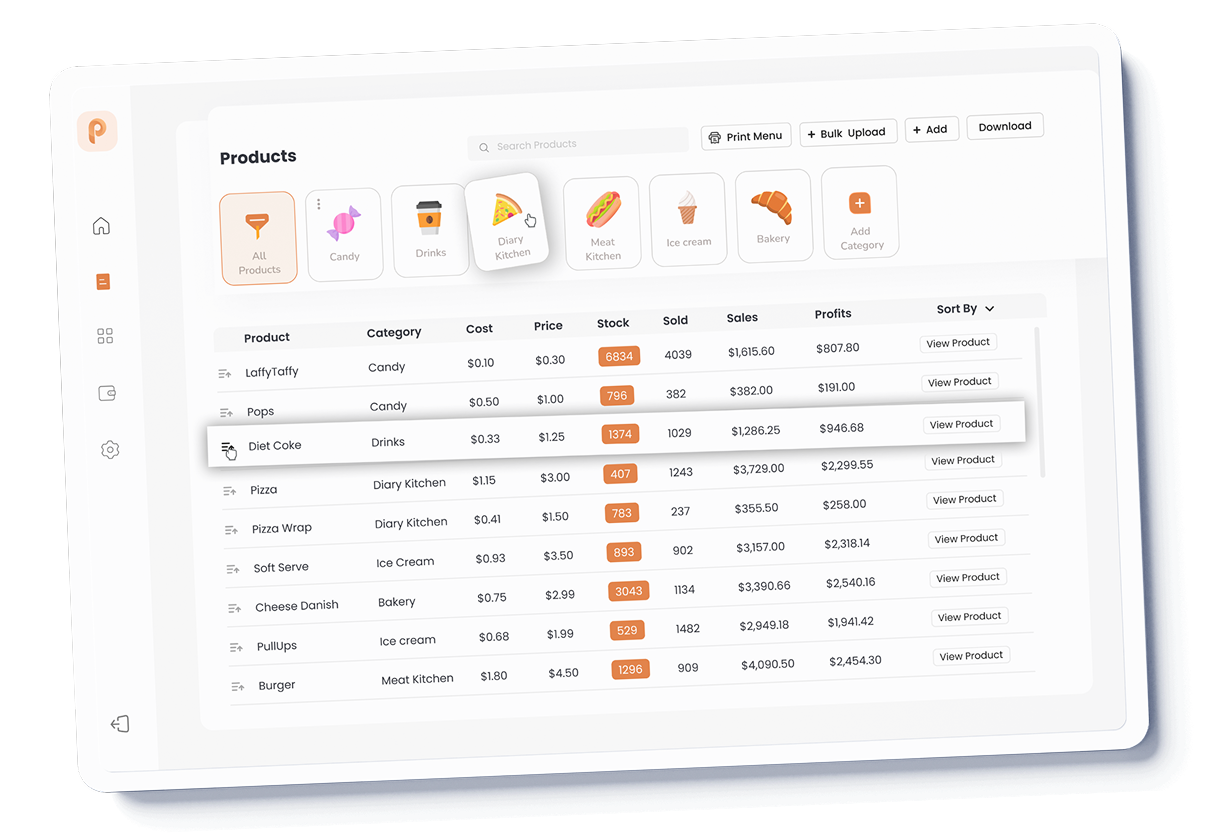 Products
Search Products
Print Menu
+ Bulk Upload
+ Add
Download
All
Products
Candy
Drinks
Diary
Kitchen
Meat
Kitchen
Ice cream
Bakery
Add
Category
Product Category Cost Price Stock Sold Sales Profits Sort By
LaffyTaffy Candy $0.10 $0.30 6834 4039 $1,615.60 $807.80 View Product
Pops Candy $0.50 $1.00 796 382 $382.00 $191.00 View Product
Diet Coke Drinks $0.33 $1.25 1374 1029 $1,286.25 $946.68 View Product
Pizza Diary Kitchen $1.15 $3.00 407 1243 $3,729.00 $2,299.55 View Product
Pizza Wrap Diary Kitchen $0.41 $1.50 783 237 $355.50 $258.00 View Product
Soft Serve Ice Cream $0.93 $3.50 893 902 $3,157.00 $2,318.14 View Product
Cheese Danish Bakery $0.75 $2.99 3043 1134 $3,390.66 $2,540.16 View Product
PullUps Ice cream $0.68 $1.99 529 1482 $2,949.18 $1,941.42 View Product
Burger Meat Kitchen $1.80 $4.50 1296 909 $4,090.50 $2,454.30 View Product